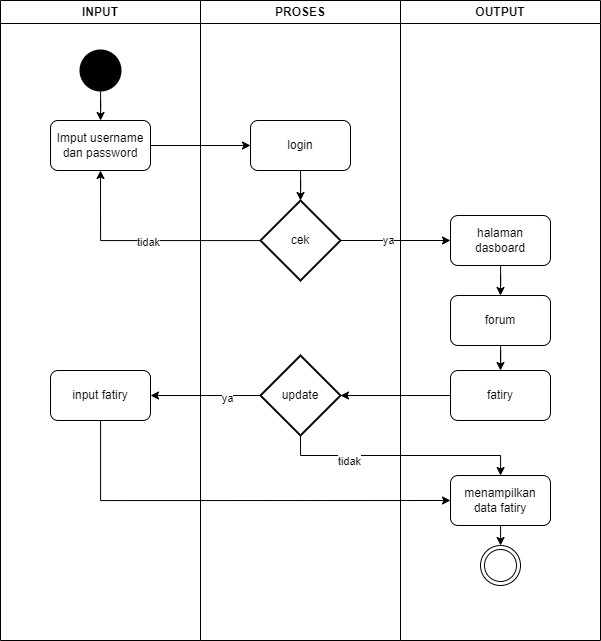 INPUT
PROSES
OUTPUT
Imput username
dan password
login
cek
tidak
ya
halaman
dasboard
forum
input fatiry
ya
update
fatiry
tidak
menampilkan
data fatiry